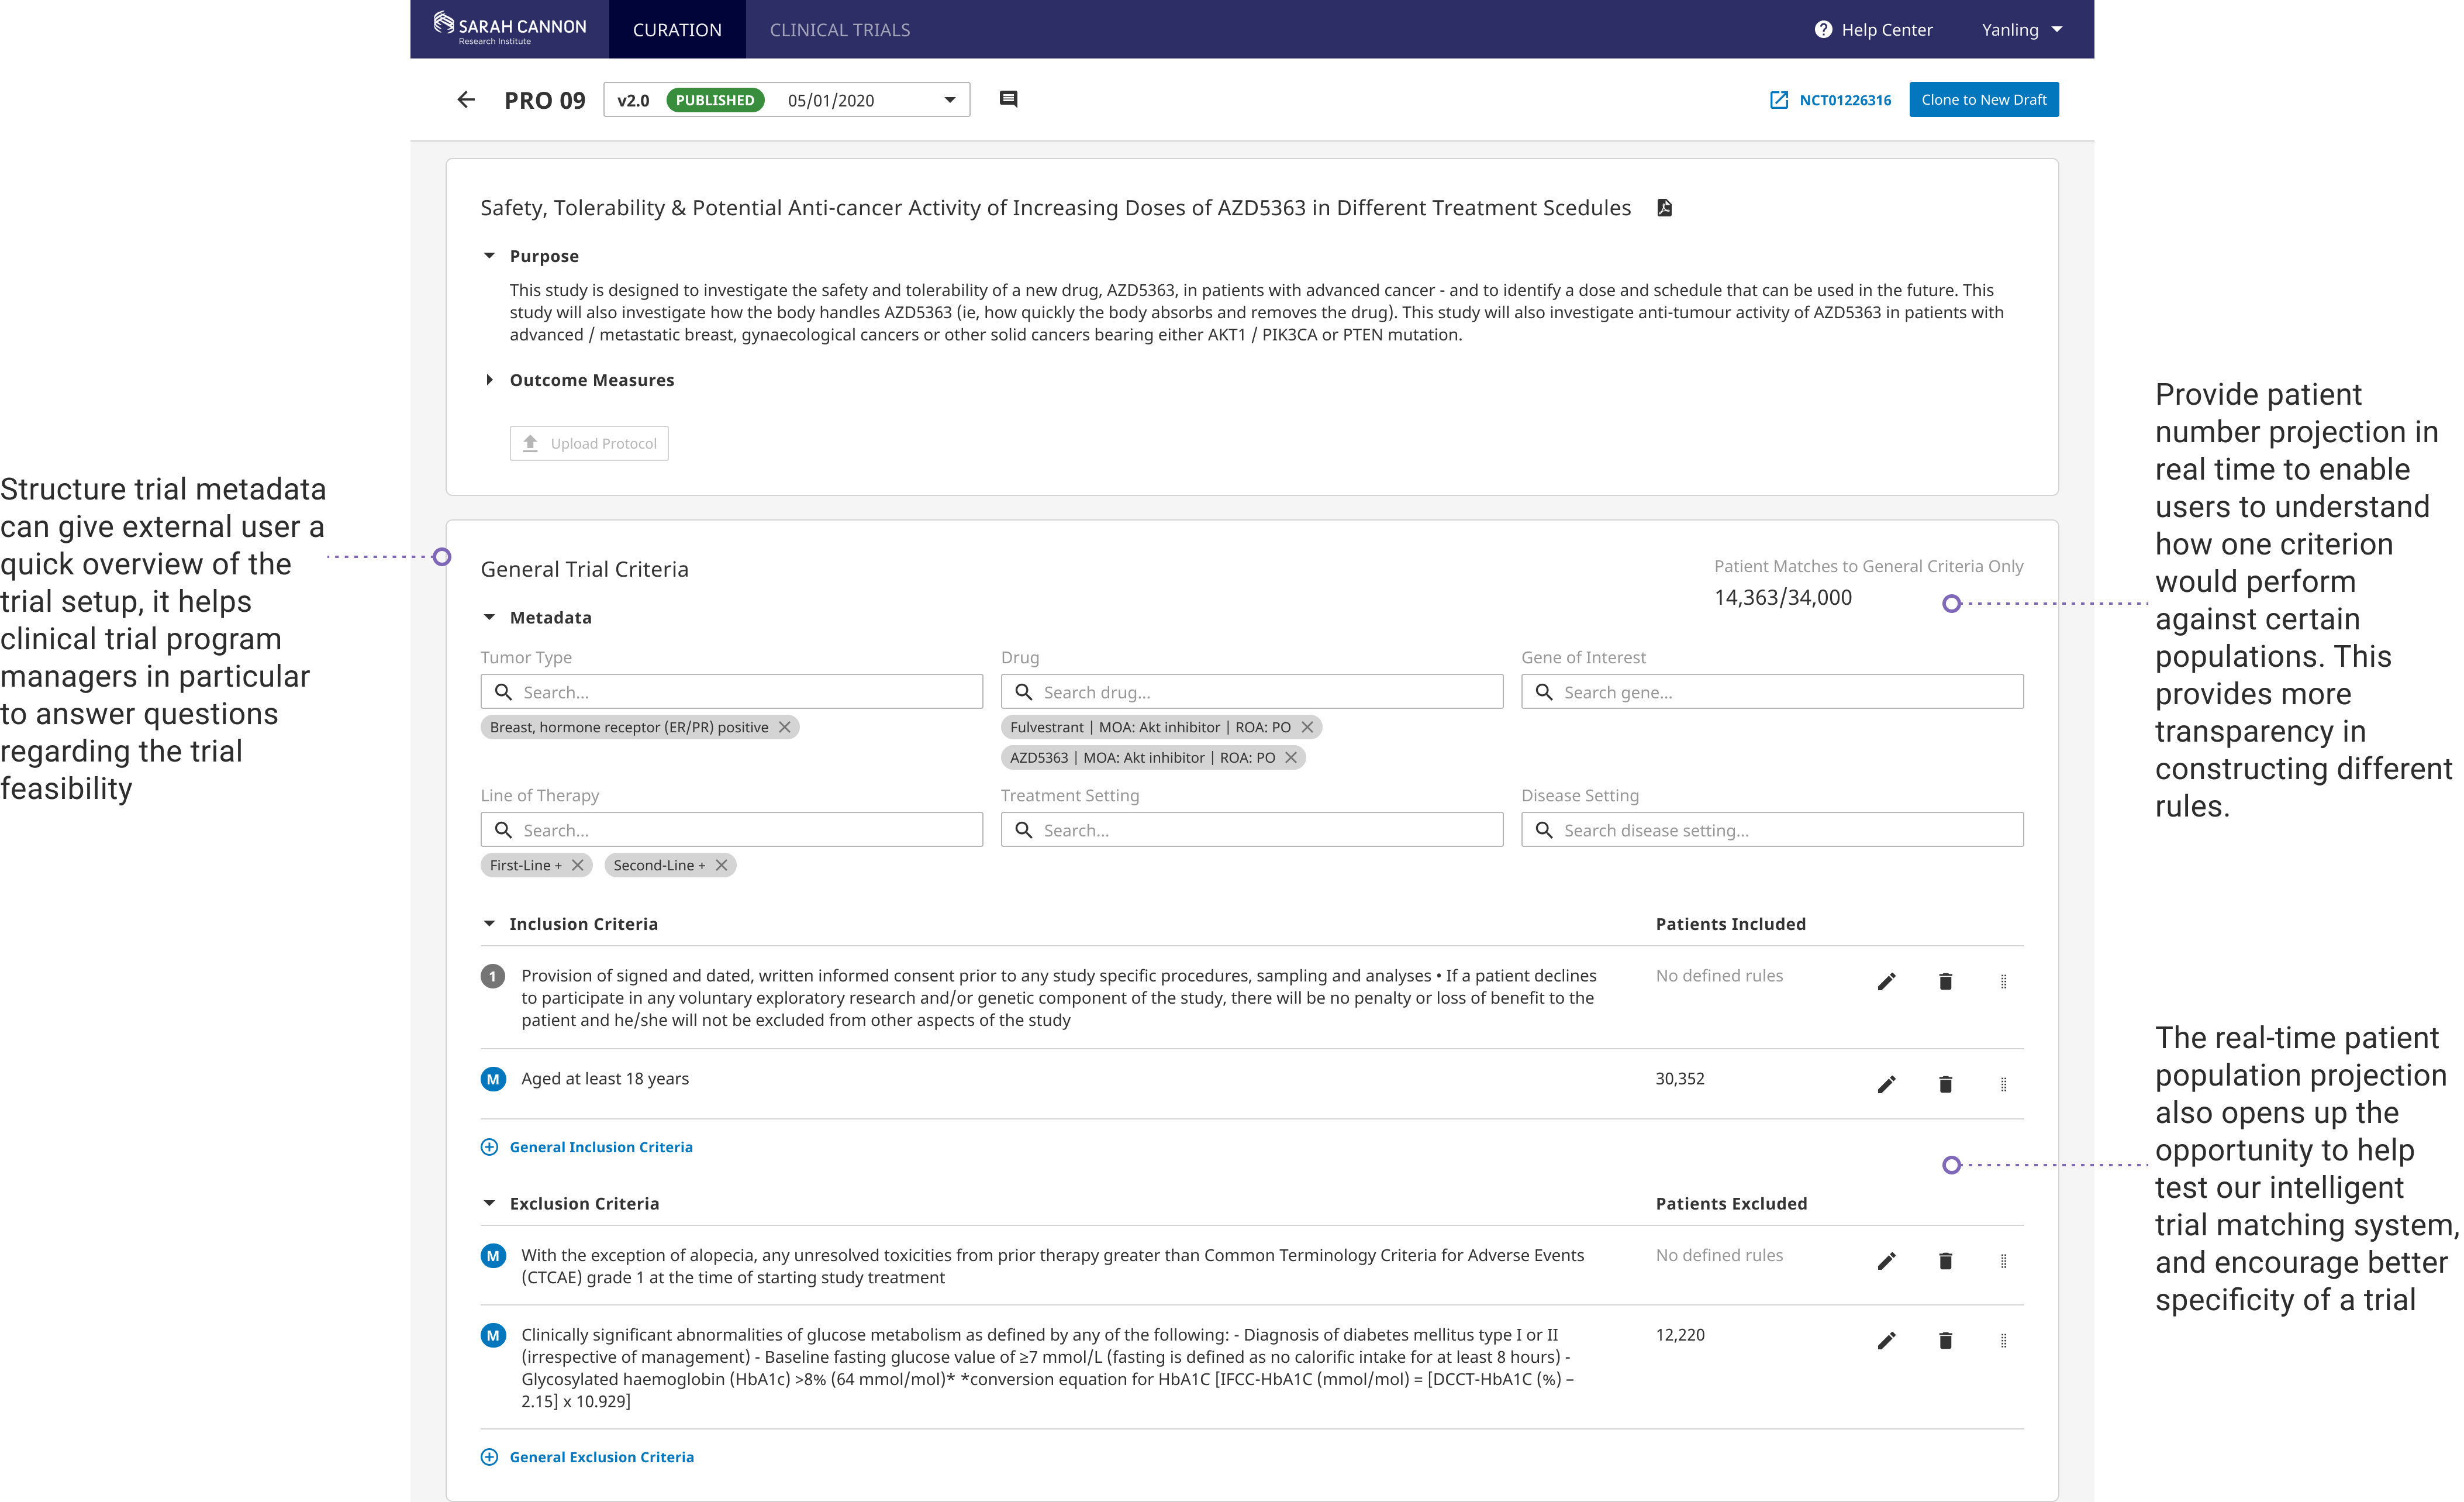 SARAH CANNON
Research Institute
CURATION
CLINICAL TRIALS
Help Center
Yanling
PRO 09
v2.0
PUBLISHED
05/01/2020
NCT01226316
Clone to New Draft
Safety, Tolerability & Potential Anti-cancer Activity of Increasing Doses of AZD5363 in Different Treatment Scedules
Purpose
This study is designed to investigate the safety and tolerability of a new drug, AZD5363, in patients with advanced cancer - and to identify a dose and schedule that can be used in the future. This
study will also investigate how the body handles AZD5363 (ie, how quickly the body absorbs and removes the drug). This study will also investigate anti-tumour activity of AZD5363 in patients with
advanced / metastatic breast, gynaecological cancers or other solid cancers bearing either AKT1 / PIK3CA or PTEN mutation.
Outcome Measures
Upload Protocol
Structure trial metadata
can give external user a
quick overview of the
trial setup, it helps
clinical trial program
managers in particular
to answer questions
regarding the trial
feasibility
General Trial Criteria
Patient Matches to General Criteria Only
14,363/34,000
Metadata
Tumor Type
Search...
Breast, hormone receptor (ER/PR) positive
Drug
Search drug...
Fulvestrant | MOA: Akt inhibitor | ROA: PO
AZD5363 | MOA: Akt inhibitor | ROA: PO
Gene of Interest
Search gene...
Line of Therapy
Search...
First-Line +
Second-Line +
Treatment Setting
Search...
Disease Setting
Search disease setting...
Inclusion Criteria
Patients Included
1
Provision of signed and dated, written informed consent prior to any study specific procedures, sampling and analyses • If a patient declines
to participate in any voluntary exploratory research and/or genetic component of the study, there will be no penalty or loss of benefit to the
patient and he/she will not be excluded from other aspects of the study
No defined rules
M
Aged at least 18 years
30,352
General Inclusion Criteria
Exclusion Criteria
Patients Excluded
M
With the exception of alopecia, any unresolved toxicities from prior therapy greater than Common Terminology Criteria for Adverse Events
(CTCAE) grade 1 at the time of starting study treatment
No defined rules
M
Clinically significant abnormalities of glucose metabolism as defined by any of the following: - Diagnosis of diabetes mellitus type I or II
(irrespective of management) - Baseline fasting glucose value of ≥7 mmol/L (fasting is defined as no calorific intake for at least 8 hours) -
Glycosylated haemoglobin (HbA1c) >8% (64 mmol/mol)* *conversion equation for HbA1C [IFCC-HbA1C (mmol/mol) = [DCCT-HbA1C (%) –
2.15] x 10.929]
12,220
General Exclusion Criteria
Provide patient
number projection in
real time to enable
users to understand
how one criterion
would perform
against certain
populations. This
provides more
transparency in
constructing different
rules.
The real-time patient
population projection
also opens up the
opportunity to help
test our intelligent
trial matching system,
and encourage better
specificity of a trial